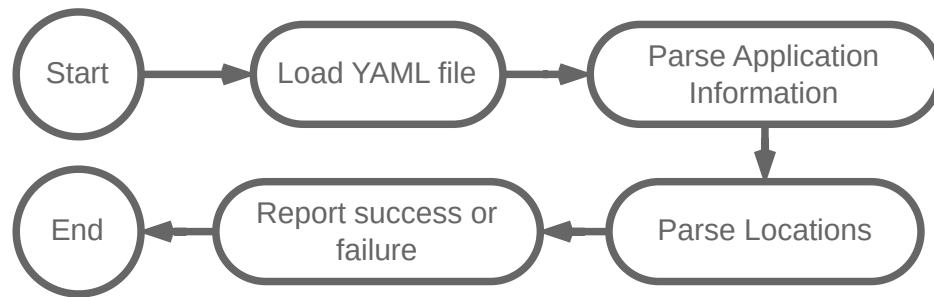 Start
Load YAML file
Parse Application
Information
Parse Locations
Report success or
failure
End